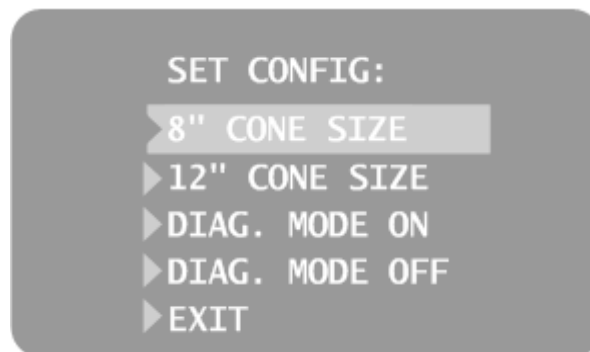 SET CONFIG:
8" CONE SIZE
12" CONE SIZE
DIAG. MODE ON
DIAG. MODE OFF
EXIT